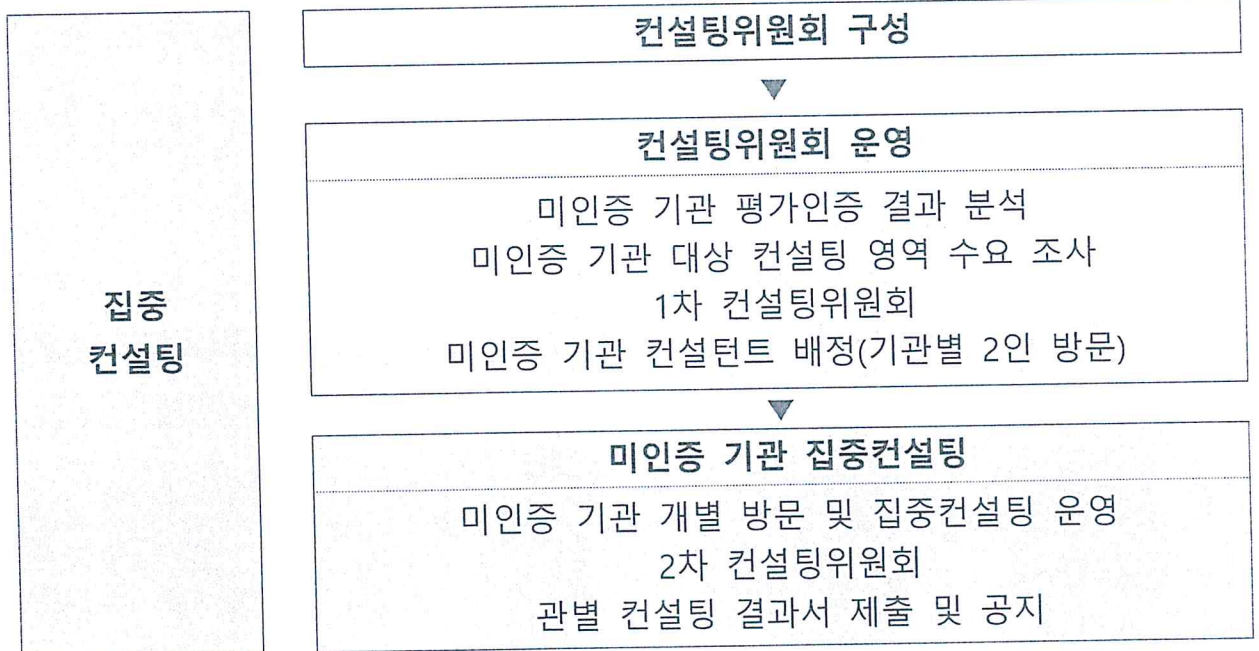 집중
컨설팅
컨설팅위원회 구성
컨설팅위원회 운영
미인증 기관 평가인증 결과 분석
미인증 기관 대상 컨설팅 영역 수요 조사
1차 컨설팅위원회
미인증 기관 컨설턴트 배정(기관별 2인 방문)
미인증 기관 집중컨설팅
미인증 기관 개별 방문 및 집중컨설팅 운영
2차 컨설팅위원회
관별 컨설팅 결과서 제출 및 공지